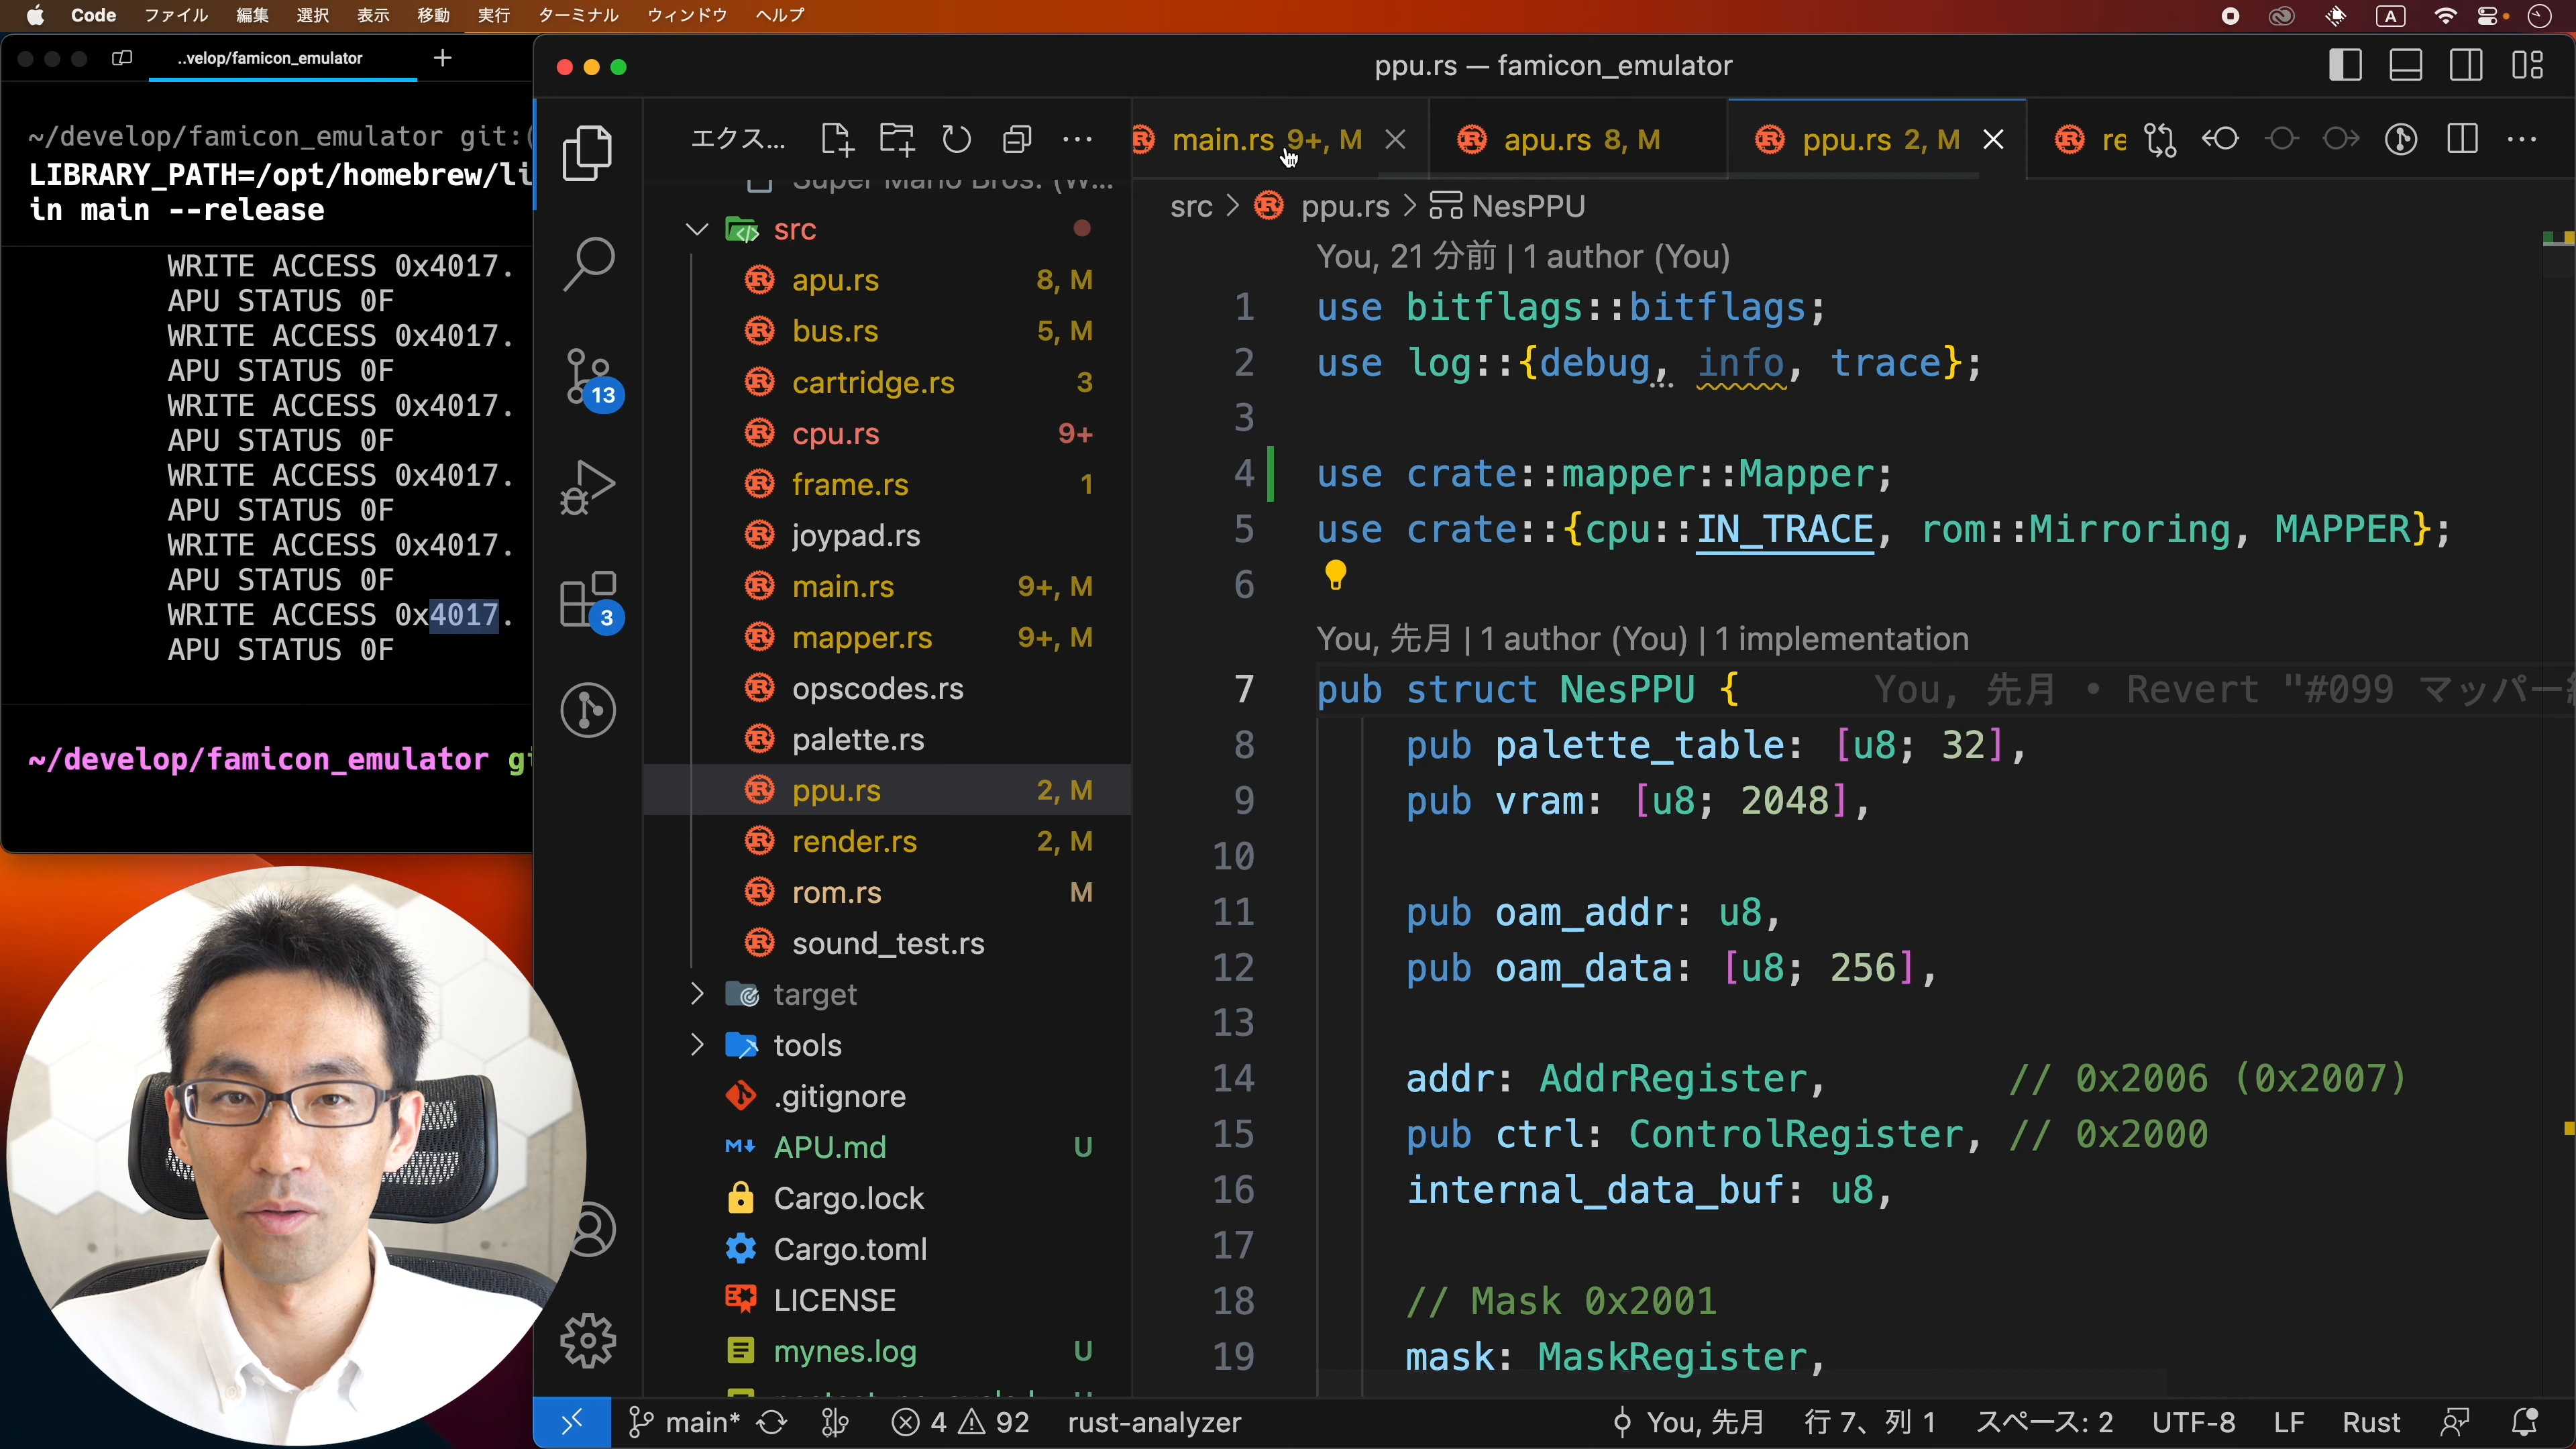 Code ファイル 編集 選択 表示 移動 実行 ターミナル ウィンドウ ヘルプ
A
..velop/famicon_emulator
~/develop/famicon_emulator git:(
LIBRARY_PATH=/opt/homebrew/li
in main --release
WRITE ACCESS 0x4017.
APU STATUS 0F
WRITE ACCESS 0x4017.
APU STATUS 0F
WRITE ACCESS 0x4017.
APU STATUS 0F
WRITE ACCESS 0x4017.
APU STATUS 0F
WRITE ACCESS 0x4017.
APU STATUS 0F
WRITE ACCESS 0x4017.
APU STATUS 0F
~/develop/famicon_emulator gi
ppu.rs — famicon_emulator
13
3
エクス...
Super Mario Bros. (W...
src
apu.rs 8, M
bus.rs 5, M
cartridge.rs 3
cpu.rs 9+
frame.rs 1
joypad.rs
main.rs 9+, M
mapper.rs 9+, M
opscodes.rs
palette.rs
ppu.rs 2, M
render.rs 2, M
rom.rs M
sound_test.rs
target
tools
.gitignore
APU.md U
Cargo.lock
Cargo.toml
LICENSE
mynes.log U
main.rs 9+, M apu.rs 8, M ppu.rs 2, M re
src > ppu.rs > NesPPU
You, 21 分前 | 1 author (You)
1 use bitflags::bitflags;
2 use log::{debug, info, trace};
3
4 use crate::mapper::Mapper;
5 use crate::{cpu::IN_TRACE, rom::Mirroring, MAPPER};
6
You, 先月 | 1 author (You) | 1 implementation
7 pub struct NesPPU { You, 先月 • Revert "#099 マッパー
8 pub palette_table: [u8; 32],
9 pub vram: [u8; 2048],
10
11 pub oam_addr: u8,
12 pub oam_data: [u8; 256],
13
14 addr: AddrRegister, // 0x2006 (0x2007)
15 pub ctrl: ControlRegister, // 0x2000
16 internal_data_buf: u8,
17
18 // Mask 0x2001
19 mask: MaskRegister,
main* 4 92 rust-analyzer You, 先月 行 7、列 1 スペース: 2 UTF-8 LF Rust